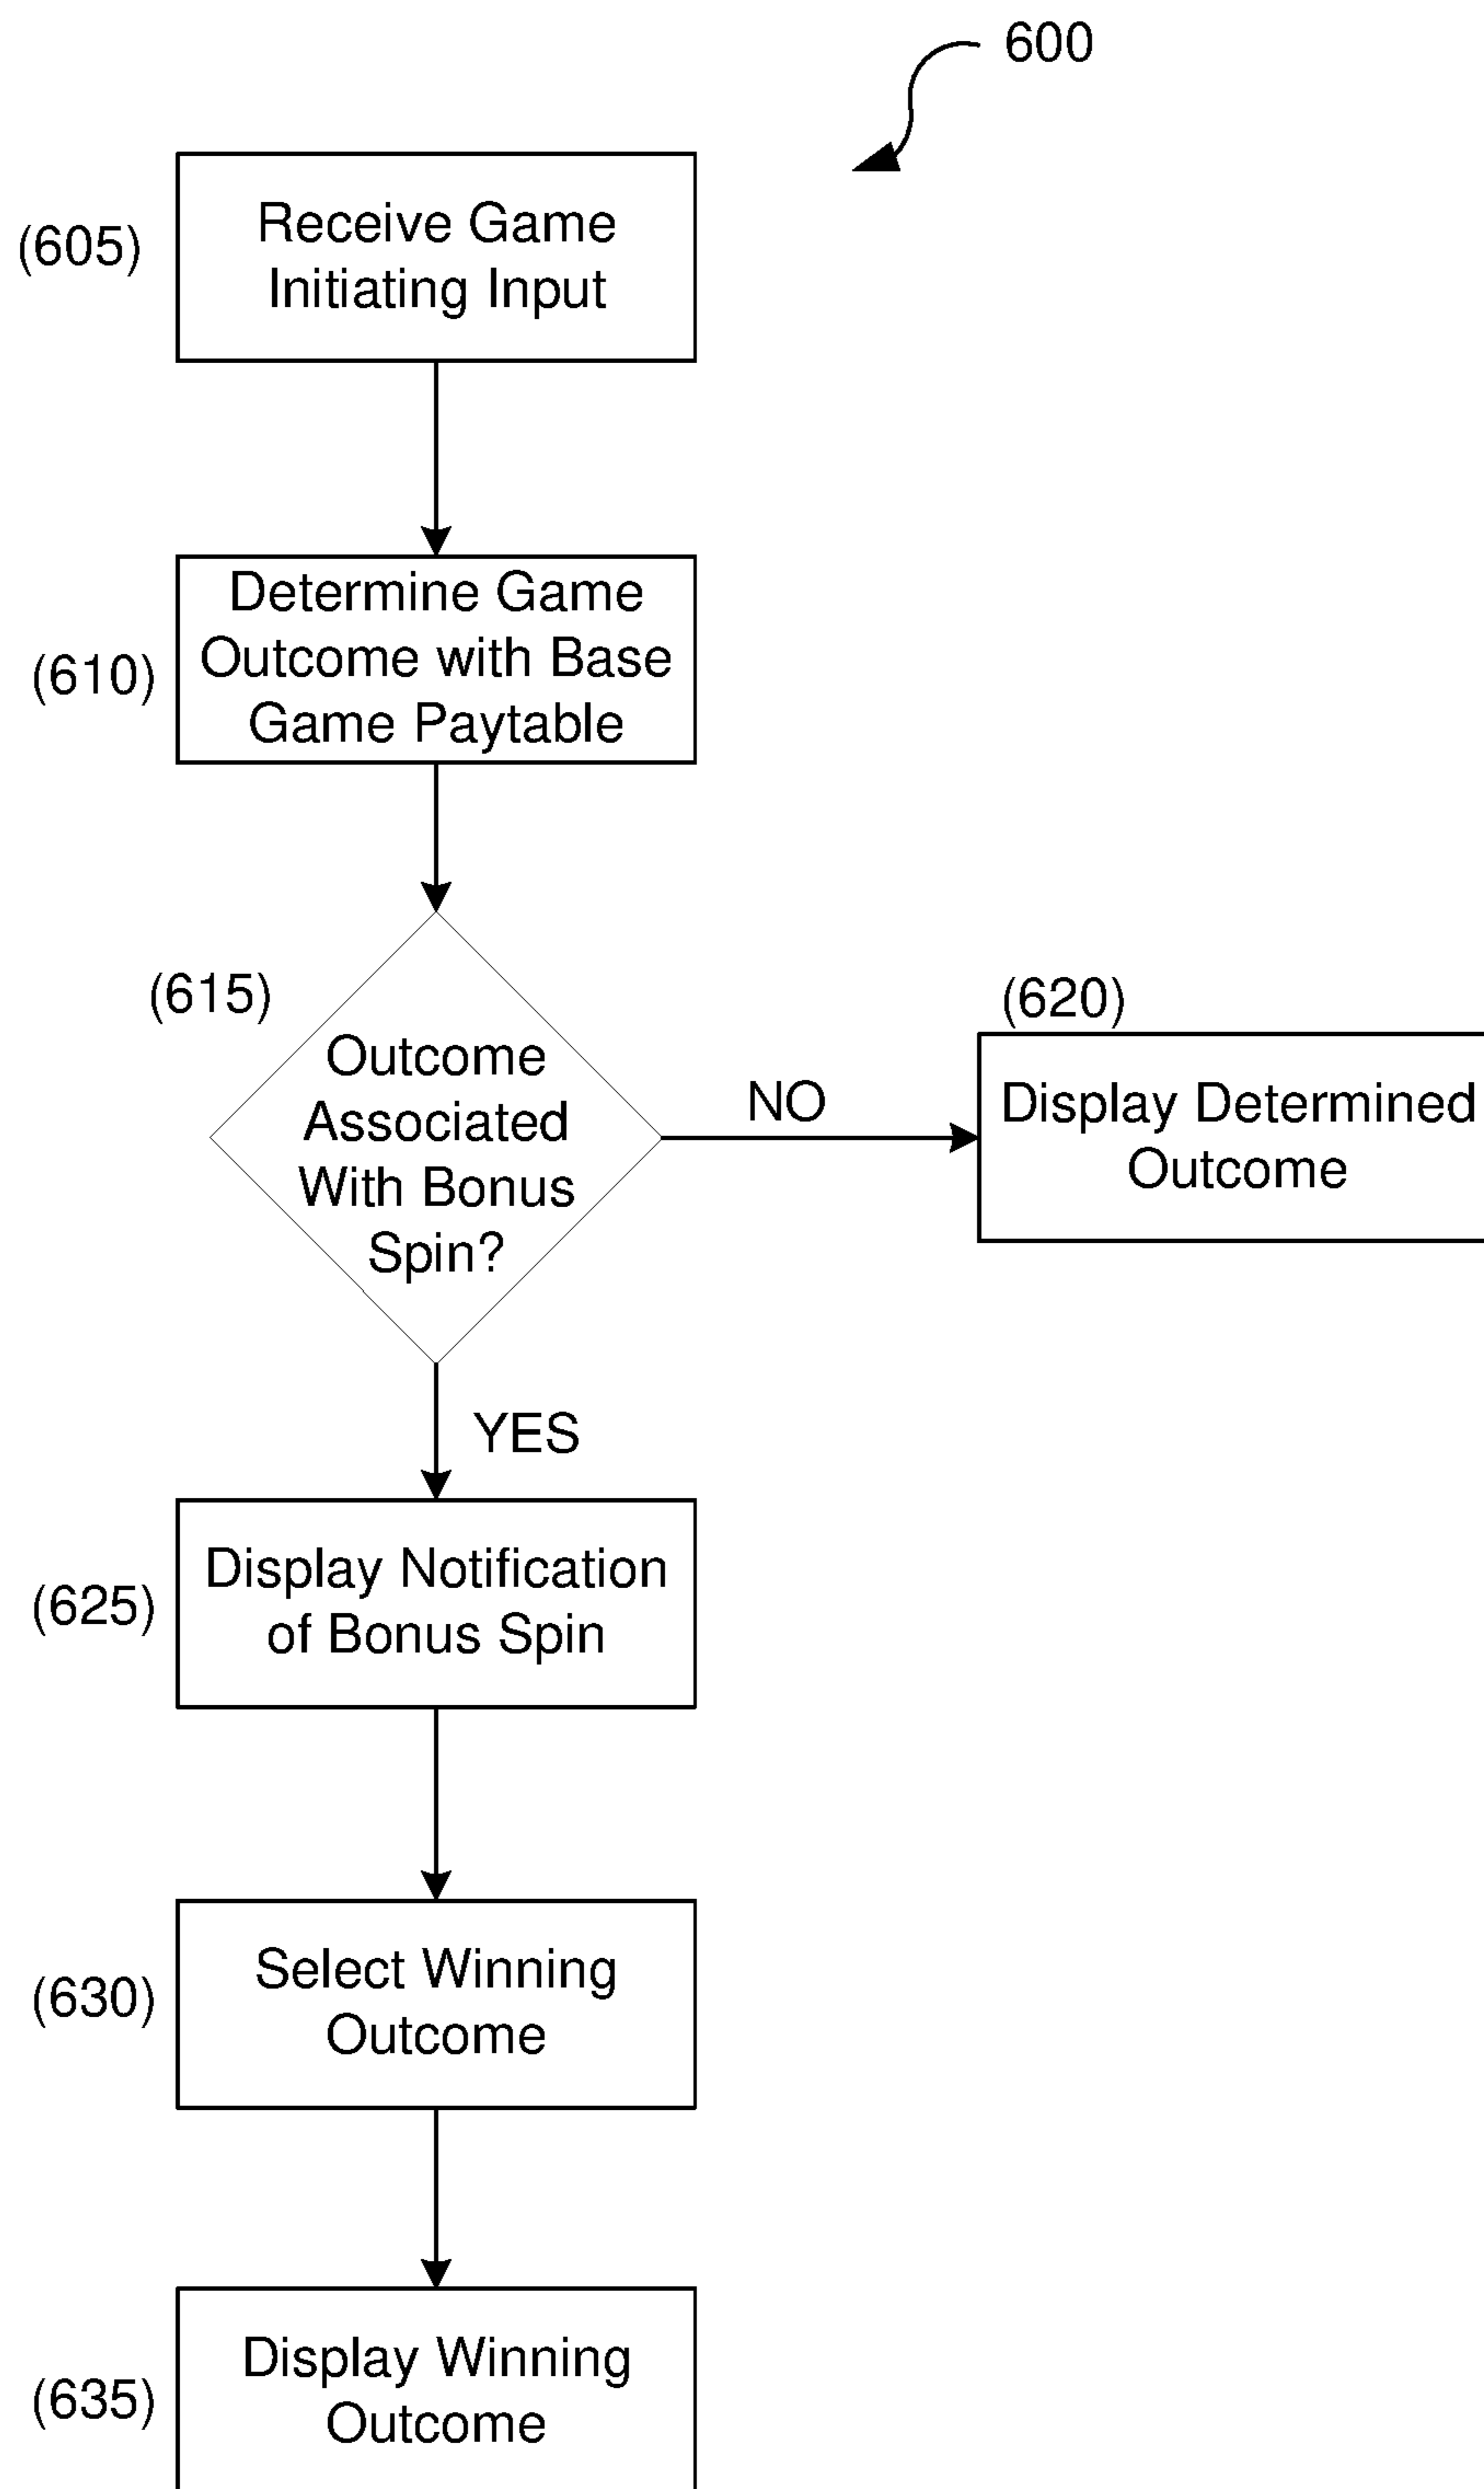 600
(605)
Receive Game
Initiating Input
(610)
Determine Game
Outcome with Base
Game Paytable
(615)
Outcome
Associated
With Bonus
Spin?
NO
(620)
Display Determined
Outcome
YES
(625)
Display Notification
of Bonus Spin
(630)
Select Winning
Outcome
(635)
Display Winning
Outcome